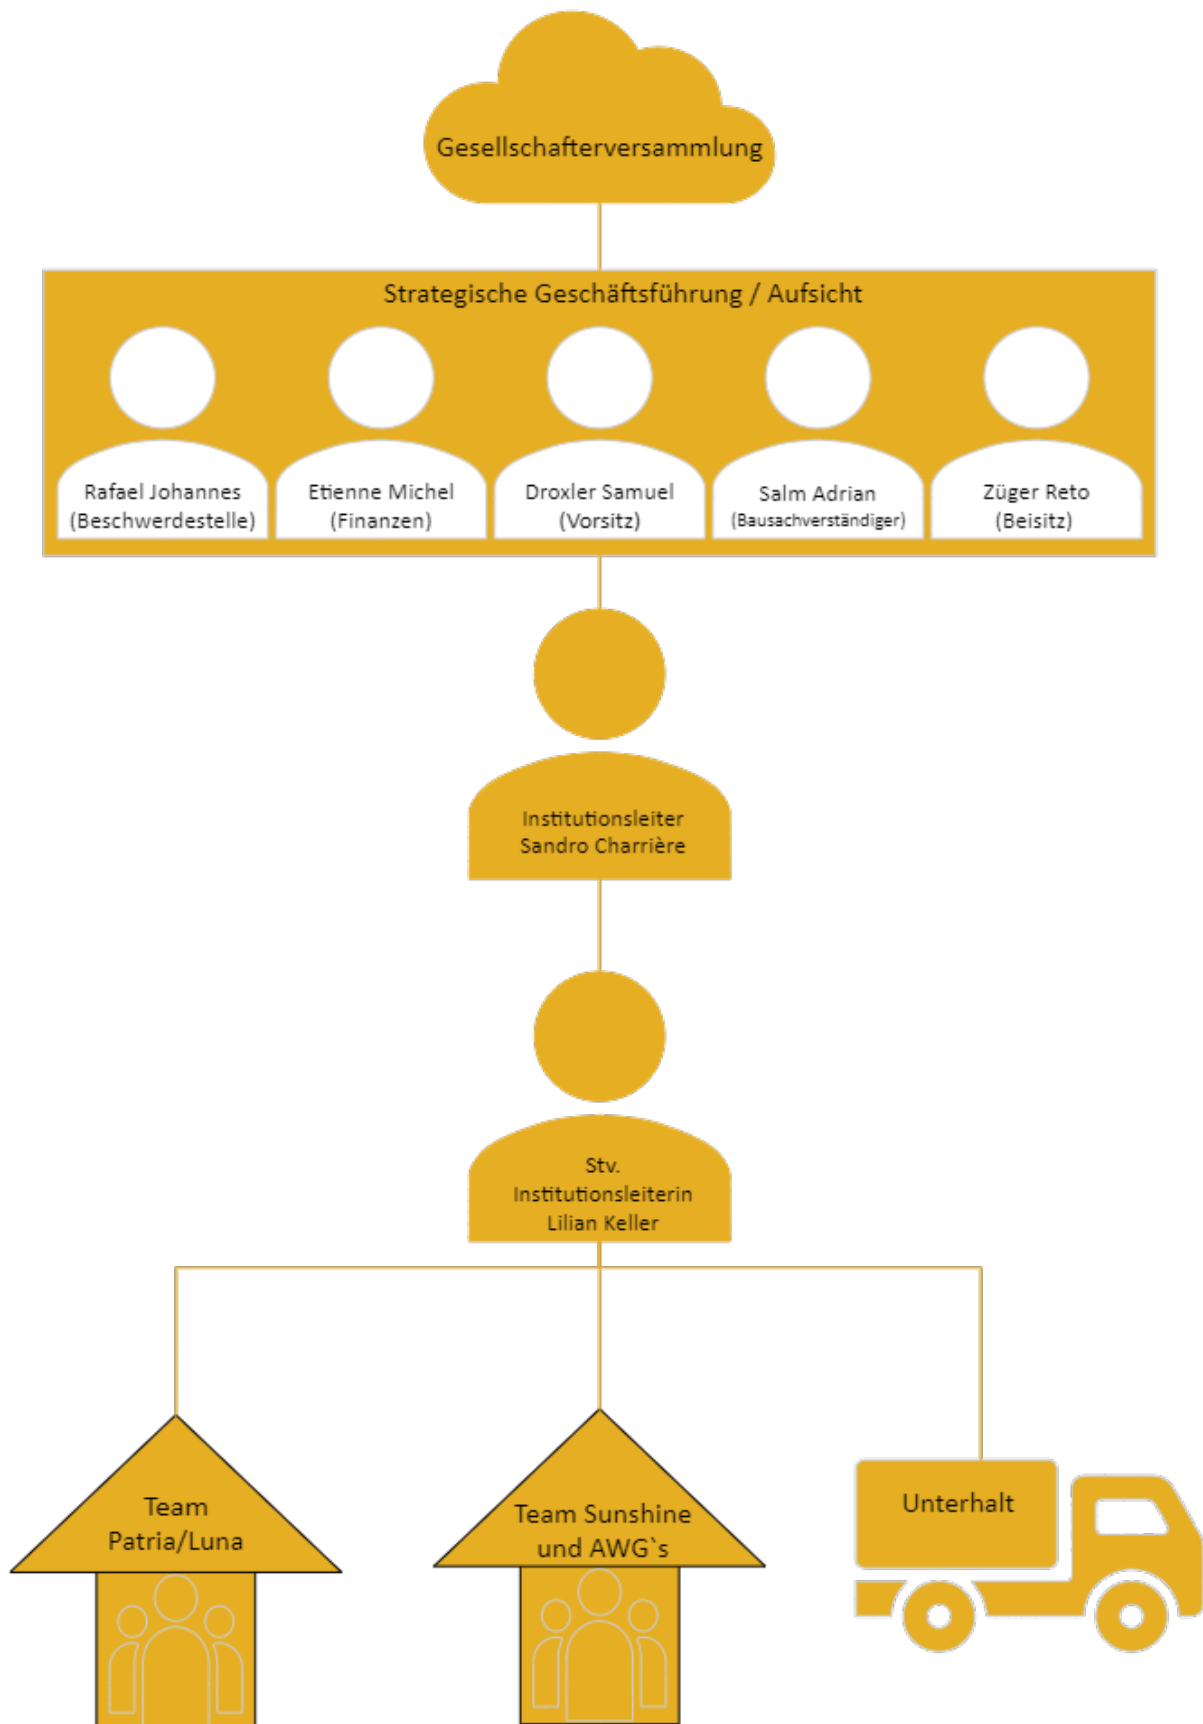 Gesellschafterversammlung
Strategische Geschäftsführung / Aufsicht
Rafael Johannes
(Beschwerdestelle)
Etienne Michel
(Finanzen)
Droxler Samuel
(Vorsitz)
Salm Adrian
(Bausachverständiger)
Züger Reto
(Beisitz)
Institutionsleiter
Sandro Charrière
Stv.
Institutionsleiterin
Lilian Keller
Team
Patria/Luna
Team Sunshine
und AWG`s
Unterhalt